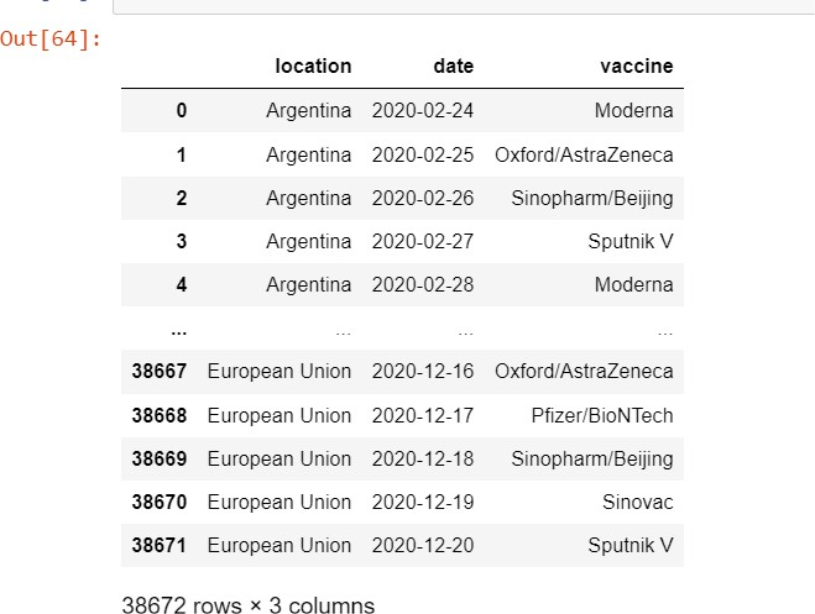 Out[64]:
location date vaccine
0 Argentina 2020-02-24 Moderna
1 Argentina 2020-02-25 Oxford/AstraZeneca
2 Argentina 2020-02-26 Sinopharm/Beijing
3 Argentina 2020-02-27 Sputnik V
4 Argentina 2020-02-28 Moderna
... ... ... ...
38667 European Union 2020-12-16 Oxford/AstraZeneca
38668 European Union 2020-12-17 Pfizer/BioNTech
38669 European Union 2020-12-18 Sinopharm/Beijing
38670 European Union 2020-12-19 Sinovac
38671 European Union 2020-12-20 Sputnik V
38672 rows × 3 columns